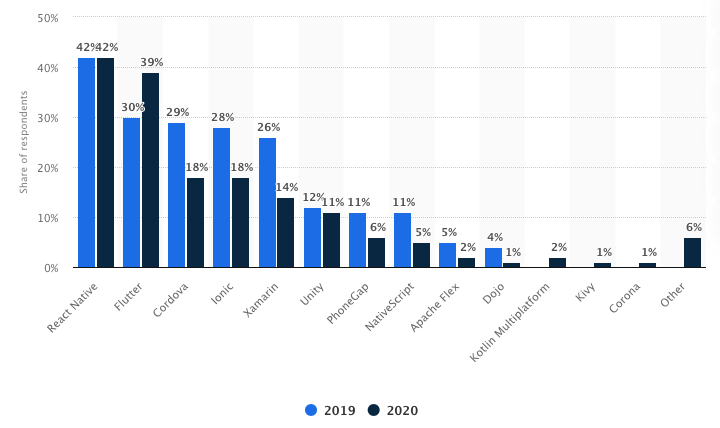 50%
40%
30%
20%
10%
0%
Share of respondents
42% 42%
30% 39%
29% 18%
28% 18%
26% 14%
12% 11%
11% 6%
11% 5%
5% 2%
4% 1%
2%
1%
1%
6%
React Native
Flutter
Cordova
Ionic
Xamarin
Unity
PhoneGap
NativeScript
Apache Flex
Dojo
Kotlin Multiplatform
Kivy
Corona
Other
2019 2020